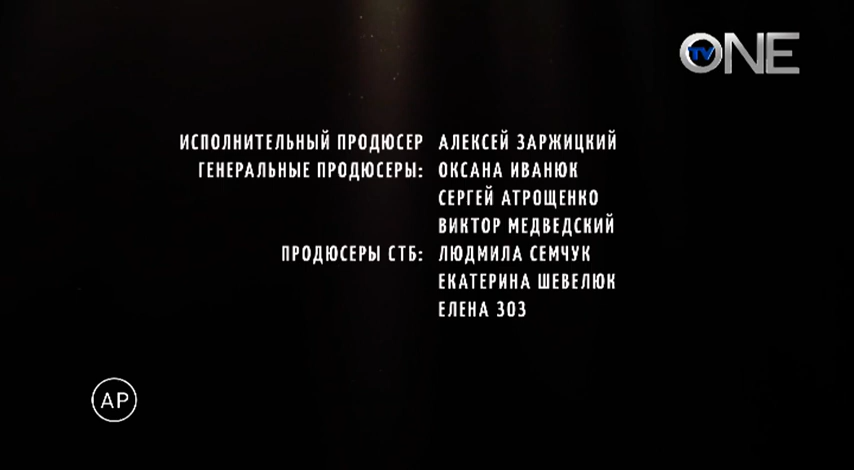 TV ONE
ИСПОЛНИТЕЛЬНЫЙ ПРОДЮСЕР АЛЕКСЕЙ ЗАРЖИЦКИЙ
ГЕНЕРАЛЬНЫЕ ПРОДЮСЕРЫ: ОКСАНА ИВАНЮК
СЕРГЕЙ АТРОЩЕНКО
ВИКТОР МЕДВЕДСКИЙ
ПРОДЮСЕРЫ СТБ: ЛЮДМИЛА СЕМЧУК
ЕКАТЕРИНА ШЕВЕЛЮК
ЕЛЕНА ЗОЗ
AP